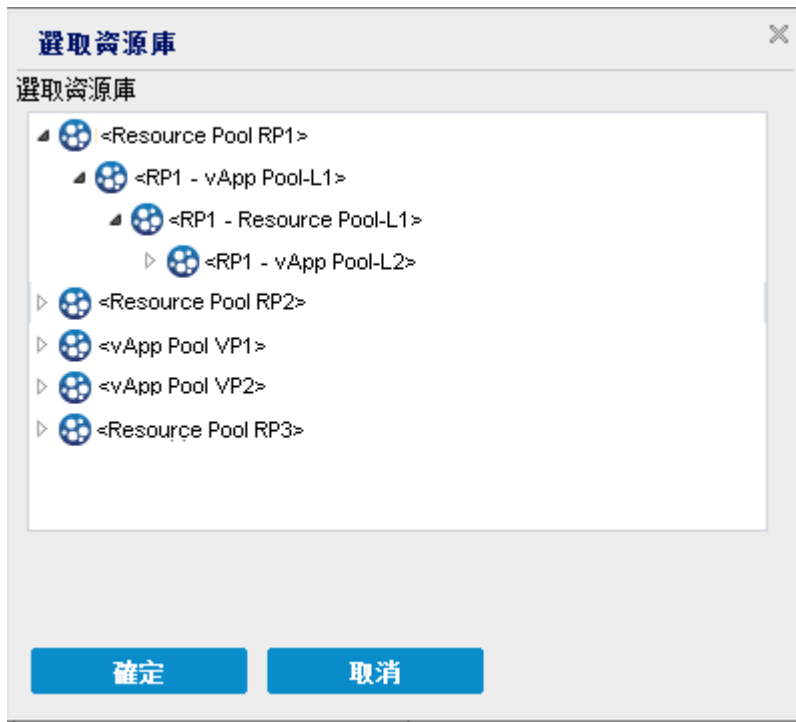 選取資源庫
選取資源庫
<Resource Pool RP1>
<RP1 - vApp Pool-L1>
<RP1 - Resource Pool-L1>
<RP1 - vApp Pool-L2>
<Resource Pool RP2>
<vApp Pool VP1>
<vApp Pool VP2>
<Resource Pool RP3>
確定 取消